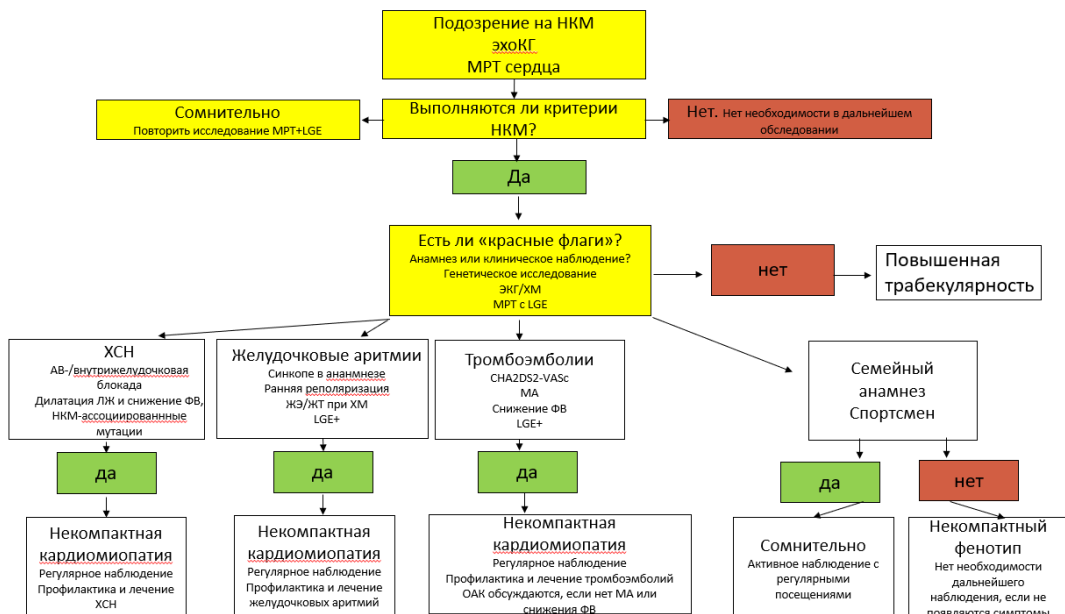 Подозрение на НКМ
эхоКГ
МРТ сердца
Сомнительно
Повторить исследование МРТ+LGE
Выполняются ли критерии
НКМ?
Нет. Нет необходимости в дальнейшем
обследовании
Да
Есть ли «красные флаги»?
Анамнез или клиническое наблюдение?
Генетическое исследование
ЭКГ/ХМ
МРТ с LGE
нет
Повышенная
трабекулярность
ХСН
АВ-/внутрижелудочковая
блокада
Дилатация ЛЖ и снижение ФВ,
НКМ-ассоциированнные
мутации
Желудочковые аритмии
Синкопе в ананмнезе
Ранняя реполяризация
ЖЭ/ЖТ при ХМ
LGE+
Тромбоэмболии
CHA2DS2-VASc
МА
Снижение ФВ
LGE+
Семейный
анамнез
Спортсмен
да
да
да
да
нет
Некомпактная
кардиомиопатия
Регулярное наблюдение
Профилактика и лечение
ХСН
Некомпактная
кардиомиопатия
Регулярное наблюдение
Профилактика и лечение
желудочковых аритмий
Некомпактная
кардиомиопатия
Регулярное наблюдение
Профилактика и лечение тромбоэмболий
ОАК обсуждаются, если нет МА или
снижения ФВ
Сомнительно
Активное наблюдение с
регулярными
посещениями
Некомпактный
фенотип
Нет необходимости
дальнейшего
наблюдения, если не
появляются симптомы